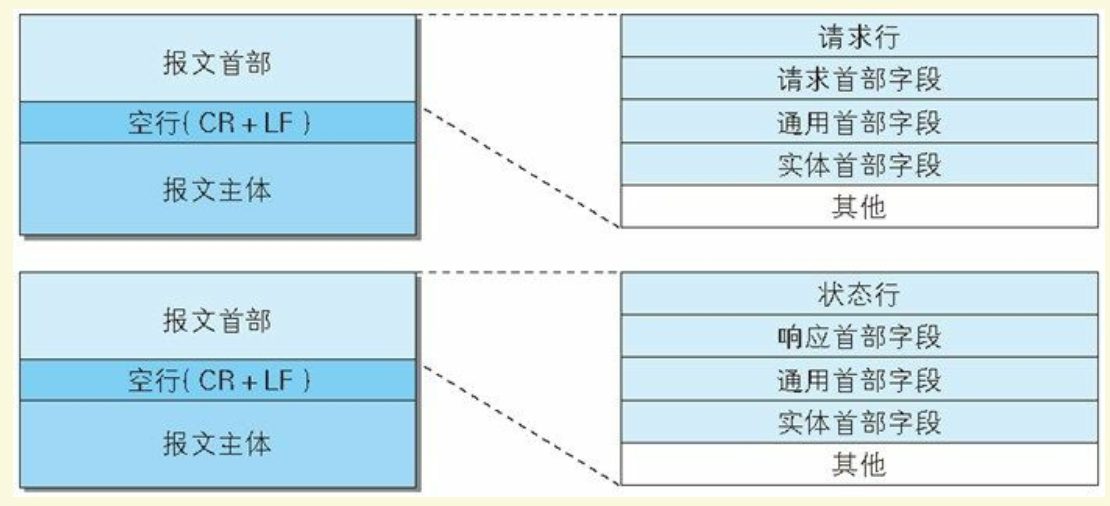 报文首部
空行(CR+LF)
报文主体
请求行
请求首部字段
通用首部字段
实体首部字段
其他
报文首部
空行(CR+LF)
报文主体
状态行
响应首部字段
通用首部字段
实体首部字段
其他